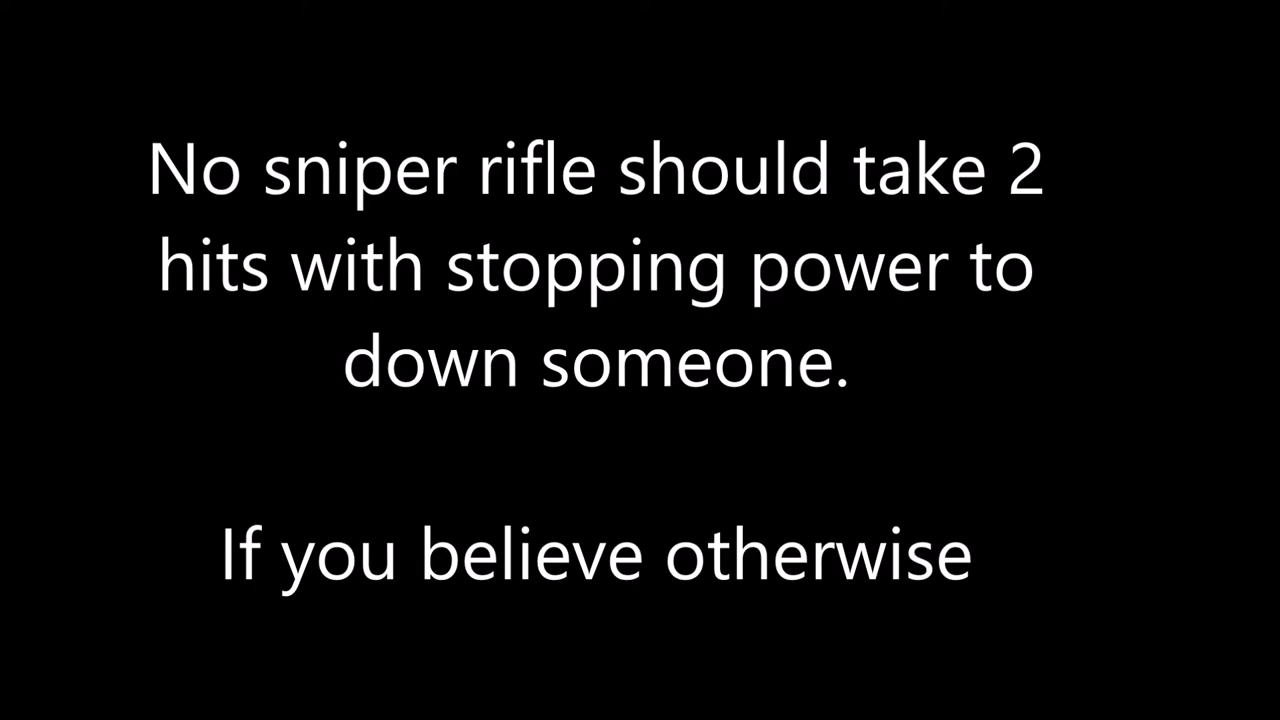 No sniper rifle should take 2
hits with stopping power to
down someone.
If you believe otherwise